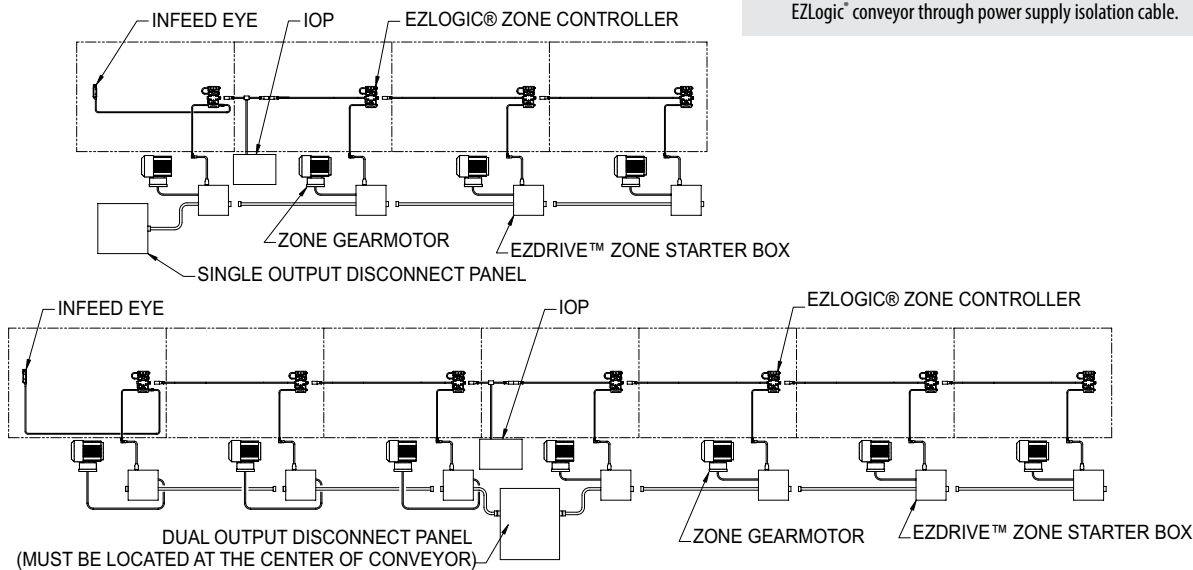 EZLogic® conveyor through power supply isolation cable.
INFEED EYE
IOP
EZLOGIC® ZONE CONTROLLER
ZONE GEARMOTOR
EZDRIVE™ ZONE STARTER BOX
SINGLE OUTPUT DISCONNECT PANEL
INFEED EYE
IOP
EZLOGIC® ZONE CONTROLLER
DUAL OUTPUT DISCONNECT PANEL
(MUST BE LOCATED AT THE CENTER OF CONVEYOR)
ZONE GEARMOTOR
EZDRIVE™ ZONE STARTER BOX